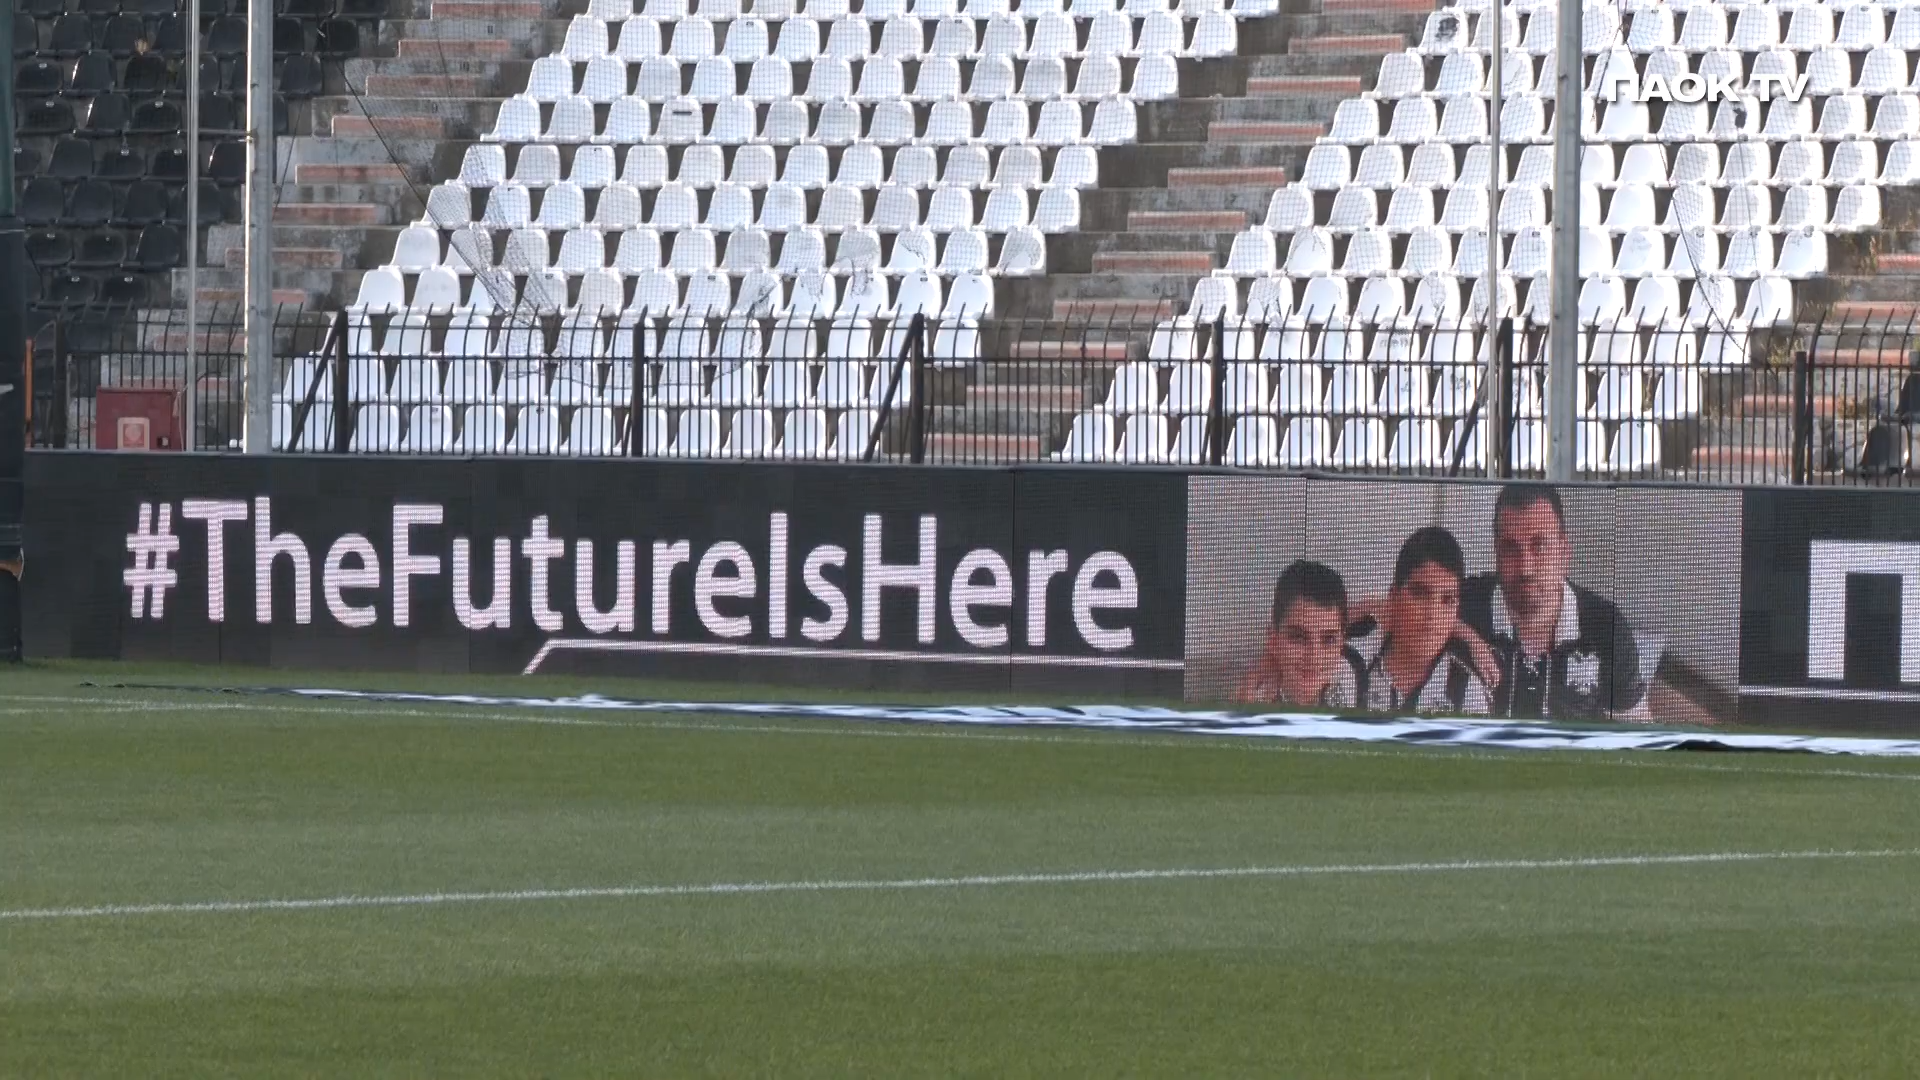 ΠΑΟΚ TV
#TheFutureIsHere